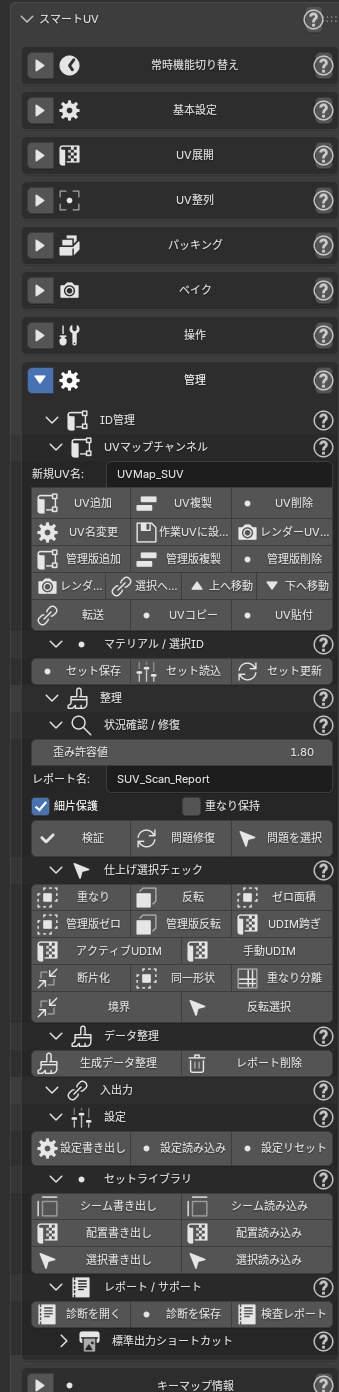 スマートUV
常時機能切り替え
基本設定
UV展開
UV整列
パッキング
ベイク
操作
管理
ID管理
UVマップチャンネル
新規UV名: UVMap_SUV
UV追加 UV複製 UV削除
UV名変更 作業UVに設... レンダーUV...
管理版追加 管理版複製 管理版削除
レンダ... 選択へ... 上へ移動 下へ移動
転送 UVコピー UV貼付
マテリアル / 選択ID
セット保存 セット読込 セット更新
整理
状況確認 / 修復
歪み許容値 1.80
レポート名: SUV_Scan_Report
細片保護 重なり保持
検証 問題修復 問題を選択
仕上げ選択チェック
重なり 反転 ゼロ面積
管理版ゼロ 管理版反転 UDIM跨ぎ
アクティブUDIM 手動UDIM
断片化 同一形状 重なり分離
境界 反転選択
データ整理
生成データ整理 レポート削除
入出力
設定
設定書き出し 設定読み込み 設定リセット
セットライブラリ
シーム書き出し シーム読み込み
配置書き出し 配置読み込み
選択書き出し 選択読み込み
レポート / サポート
診断を開く 診断を保存 検査レポート
標準出力ショートカット
キーマップ情報